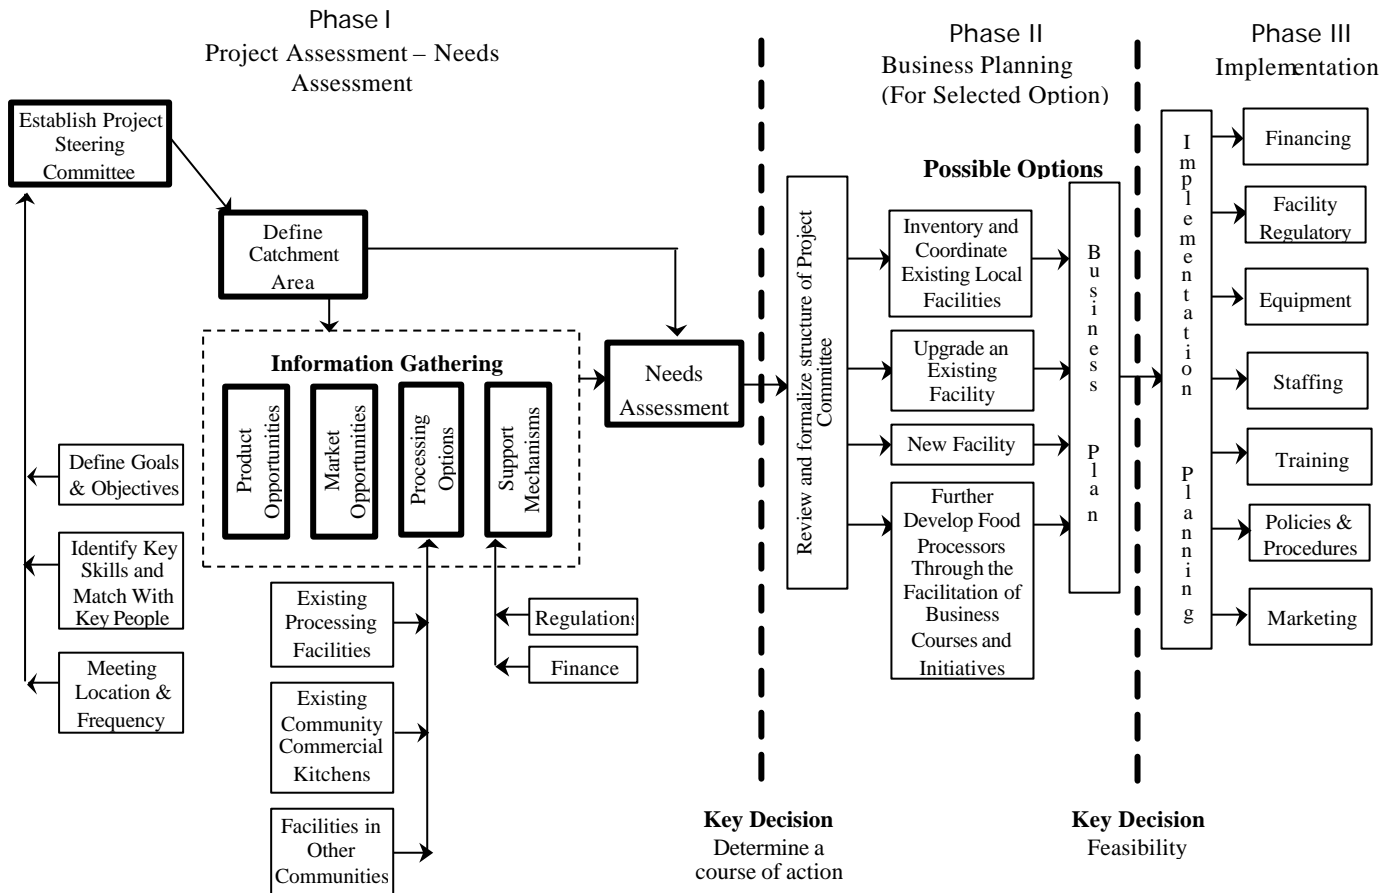 Phase I
Project Assessment – Needs
Assessment
Establish Project
Steering
Committee
Define
Catchment
Area
Information Gathering
Product
Opportunities
Market
Opportunities
Processing
Options
Support
Mechanisms
Needs
Assessment
Define Goals
& Objectives
Identify Key
Skills and
Match With
Key People
Meeting
Location &
Frequency
Existing
Processing
Facilities
Existing
Community
Commercial
Kitchens
Facilities in
Other
Communities
Regulations
Finance
Key Decision
Determine a
course of action
Phase II
Business Planning
(For Selected Option)
Possible Options
Review and formalize structure of Project
Committee
Inventory and
Coordinate
Existing Local
Facilities
Upgrade an
Existing
Facility
New Facility
Further
Develop Food
Processors
Through the
Facilitation of
Business
Courses and
Initiatives
Business Plan
Key Decision
Feasibility
Phase III
Implementation
Implementation Planning
Financing
Facility
Regulatory
Equipment
Staffing
Training
Policies &
Procedures
Marketing